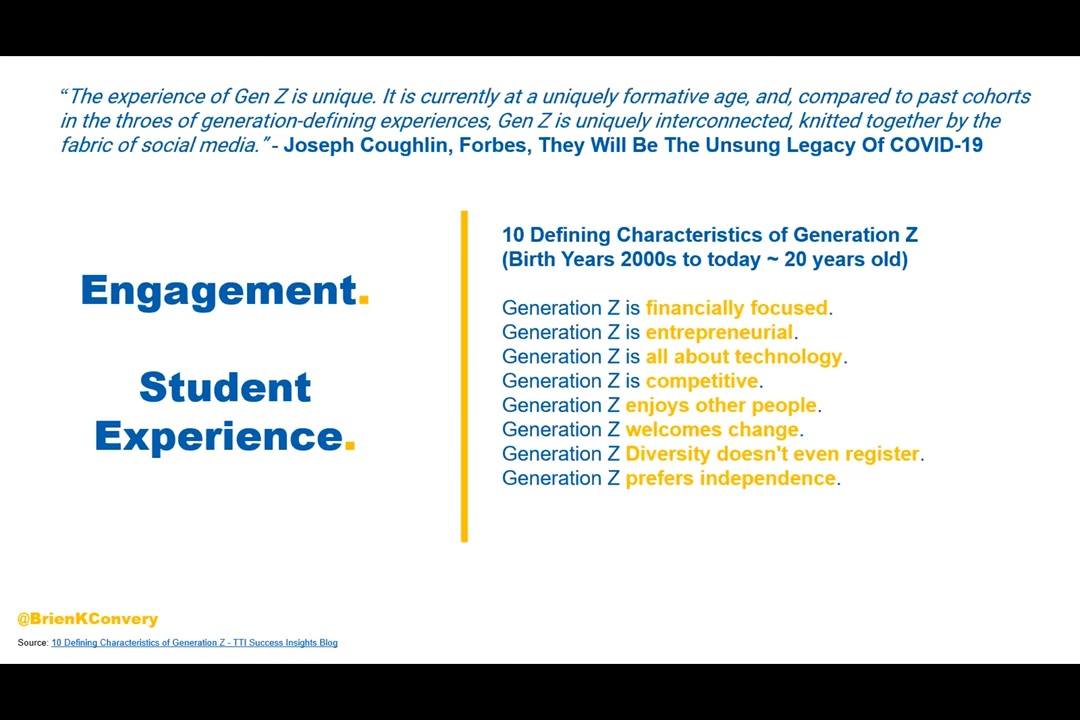 “The experience of Gen Z is unique. It is currently at a uniquely formative age, and, compared to past cohorts
in the throes of generation-defining experiences, Gen Z is uniquely interconnected, knitted together by the
fabric of social media.” - Joseph Coughlin, Forbes, They Will Be The Unsung Legacy Of COVID-19
Engagement.
Student
Experience.
10 Defining Characteristics of Generation Z
(Birth Years 2000s to today ~ 20 years old)
Generation Z is financially focused.
Generation Z is entrepreneurial.
Generation Z is all about technology.
Generation Z is competitive.
Generation Z enjoys other people.
Generation Z welcomes change.
Generation Z Diversity doesn't even register.
Generation Z prefers independence.
@BrienKConvery
Source: 10 Defining Characteristics of Generation Z - TTI Success Insights Blog